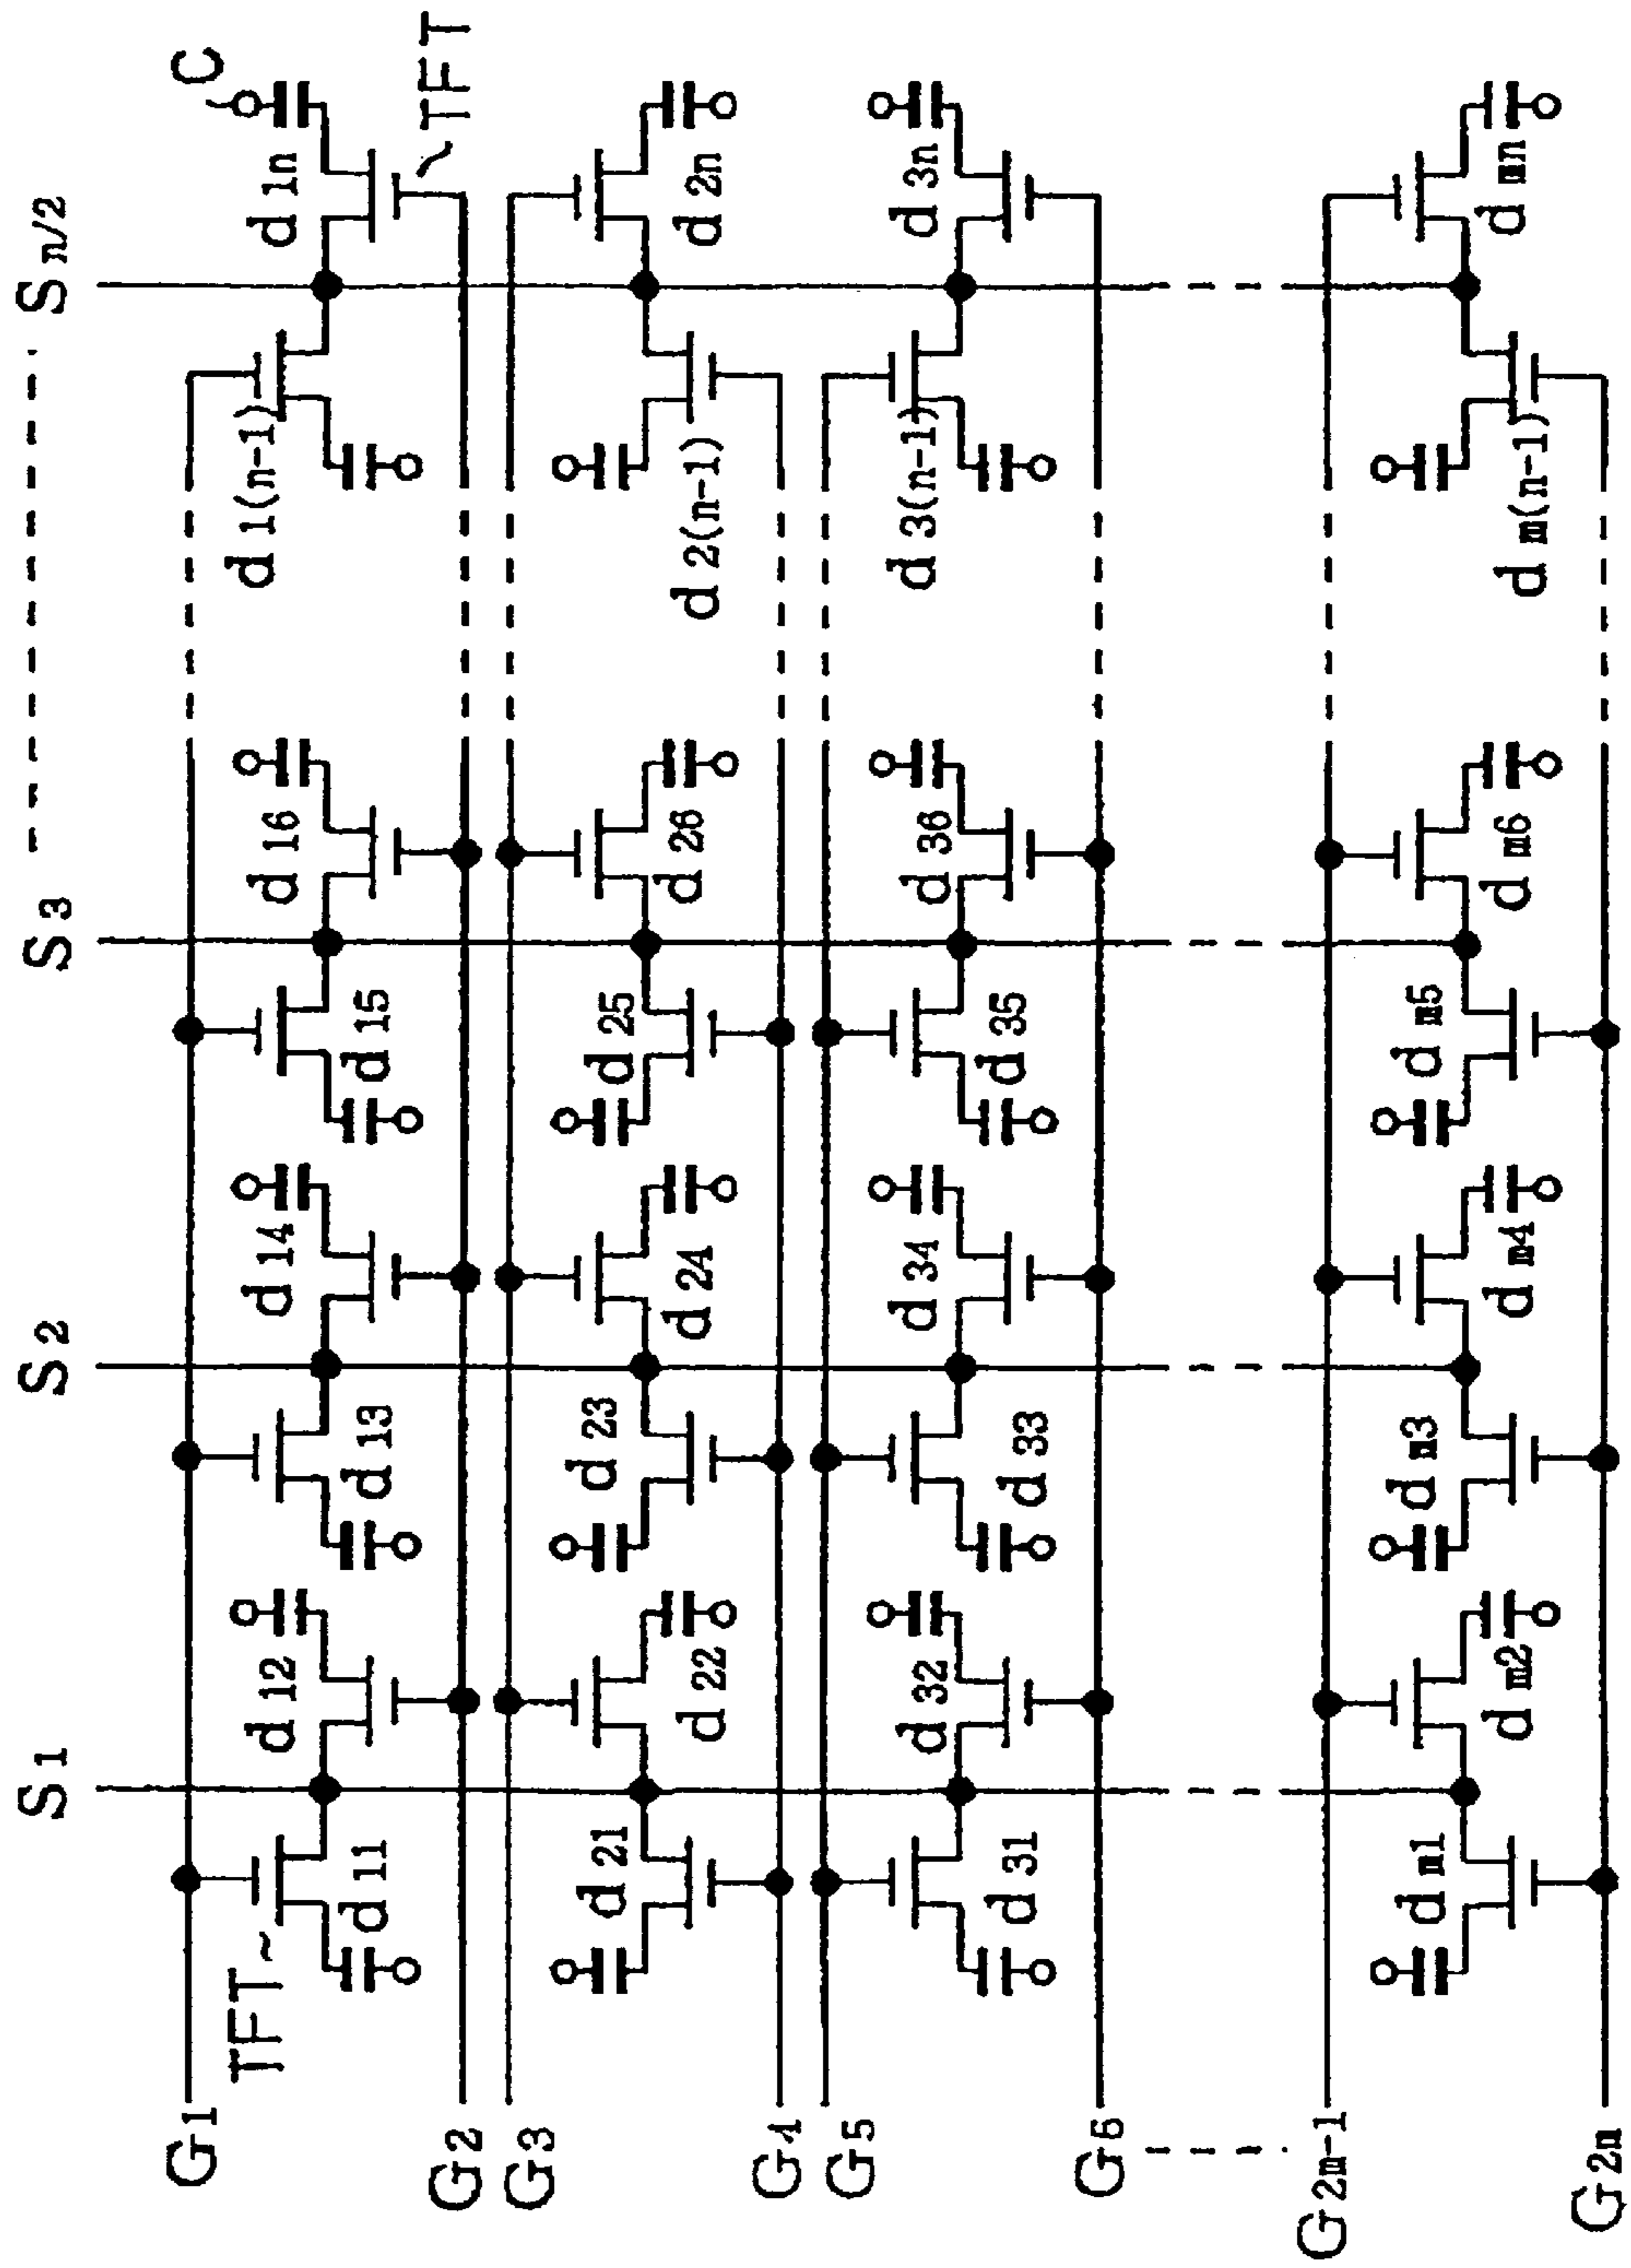 S1 S2 S3 Sn/2
C
G1
TFT
d11 d12 d13 d14 d15 d16 d1(n-1) d1n
TFT
G2
G3
d21 d22 d23 d24 d25 d26 d2(n-1) d2n
G4
G5
d31 d32 d33 d34 d35 d36 d3(n-1) d3n
G6
G2m-1
dm1 dm2 dm3 dm4 dm5 dm6 dm(n-1) dmn
G2m